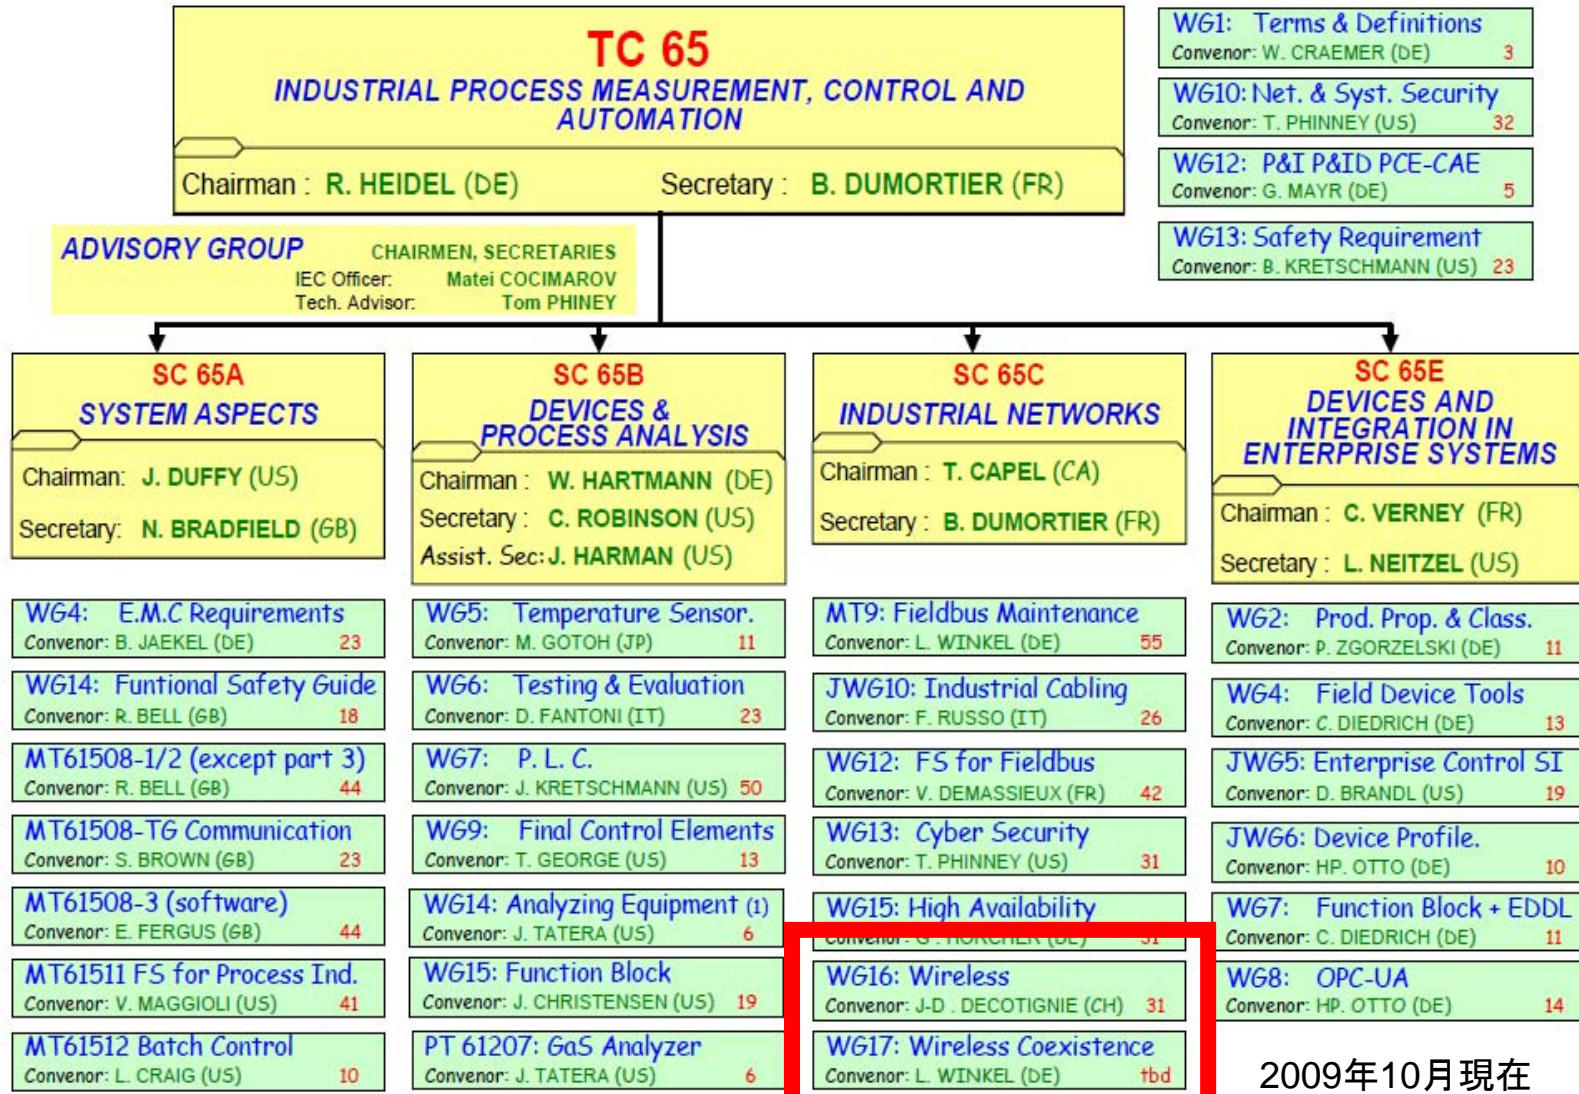 TC 65
INDUSTRIAL PROCESS MEASUREMENT, CONTROL AND
AUTOMATION
Chairman : R. HEIDEL (DE) Secretary : B. DUMORTIER (FR)
WG1: Terms & Definitions
Convenor: W. CRAEMER (DE) 3
WG10: Net. & Syst. Security
Convenor: T. PHINNEY (US) 32
WG12: P&I P&ID PCE-CAE
Convenor: G. MAYR (DE) 5
WG13: Safety Requirement
Convenor: B. KRETSCHMANN (US) 23
ADVISORY GROUP CHAIRMEN, SECRETARIES
IEC Officer: Matei COCIMAROV
Tech. Advisor: Tom PHINEY
SC 65A
SYSTEM ASPECTS
Chairman: J. DUFFY (US)
Secretary: N. BRADFIELD (GB)
WG4: E.M.C Requirements
Convenor: B. JAEKEL (DE) 23
WG14: Funtional Safety Guide
Convenor: R. BELL (GB) 18
MT61508-1/2 (except part 3)
Convenor: R. BELL (GB) 44
MT61508-TG Communication
Convenor: S. BROWN (GB) 23
MT61508-3 (software)
Convenor: E. FERGUS (GB) 44
MT61511 FS for Process Ind.
Convenor: V. MAGGIOLI (US) 41
MT61512 Batch Control
Convenor: L. CRAIG (US) 10
SC 65B
DEVICES &
PROCESS ANALYSIS
Chairman : W. HARTMANN (DE)
Secretary : C. ROBINSON (US)
Assist. Sec: J. HARMAN (US)
WG5: Temperature Sensor.
Convenor: M. GOTOH (JP) 11
WG6: Testing & Evaluation
Convenor: D. FANTONI (IT) 23
WG7: P. L. C.
Convenor: J. KRETSCHMANN (US) 50
WG9: Final Control Elements
Convenor: T. GEORGE (US) 13
WG14: Analyzing Equipment (1)
Convenor: J. TATERA (US) 6
WG15: Function Block
Convenor: J. CHRISTENSEN (US) 19
PT 61207: GaS Analyzer
Convenor: J. TATERA (US) 6
SC 65C
INDUSTRIAL NETWORKS
Chairman : T. CAPEL (CA)
Secretary : B. DUMORTIER (FR)
MT9: Fieldbus Maintenance
Convenor: L. WINKEL (DE) 55
JWG10: Industrial Cabling
Convenor: F. RUSSO (IT) 26
WG12: FS for Fieldbus
Convenor: V. DEMASSIEUX (FR) 42
WG13: Cyber Security
Convenor: T. PHINNEY (US) 31
WG15: High Availability
Convenor: G . HORCHER (DE) 31
WG16: Wireless
Convenor: J-D . DECOTIGNIE (CH) 31
WG17: Wireless Coexistence
Convenor: L. WINKEL (DE) tbd
SC 65E
DEVICES AND
INTEGRATION IN
ENTERPRISE SYSTEMS
Chairman : C. VERNEY (FR)
Secretary : L. NEITZEL (US)
WG2: Prod. Prop. & Class.
Convenor: P. ZGORZELSKI (DE) 11
WG4: Field Device Tools
Convenor: C. DIEDRICH (DE) 13
JWG5: Enterprise Control SI
Convenor: D. BRANDL (US) 19
JWG6: Device Profile.
Convenor: HP. OTTO (DE) 10
WG7: Function Block + EDDL
Convenor: C. DIEDRICH (DE) 11
WG8: OPC-UA
Convenor: HP. OTTO (DE) 14
2009年10月現在